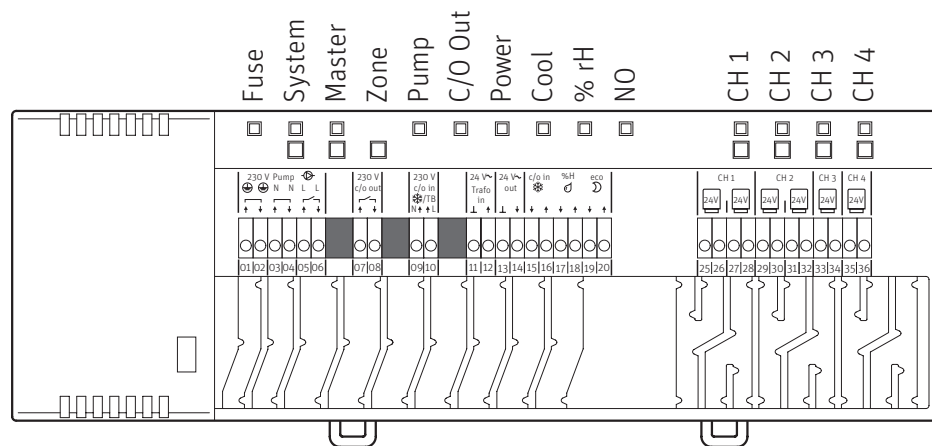 Fuse System Master Zone Pump C/O Out Power Cool % rH NO CH 1 CH 2 CH 3 CH 4
230 V Pump 230 V 230 V 24 V~ 24 V~ c/o in %H eco CH 1 CH 2 CH 3 CH 4
N N L L c/o out c/o in Trafo out 24V 24V 24V 24V 24V 24V
/TB in
N L
01 02 03 04 05 06 07 08 09 10 11 12 13 14 15 16 17 18 19 20 25 26 27 28 29 30 31 32 33 34 35 36